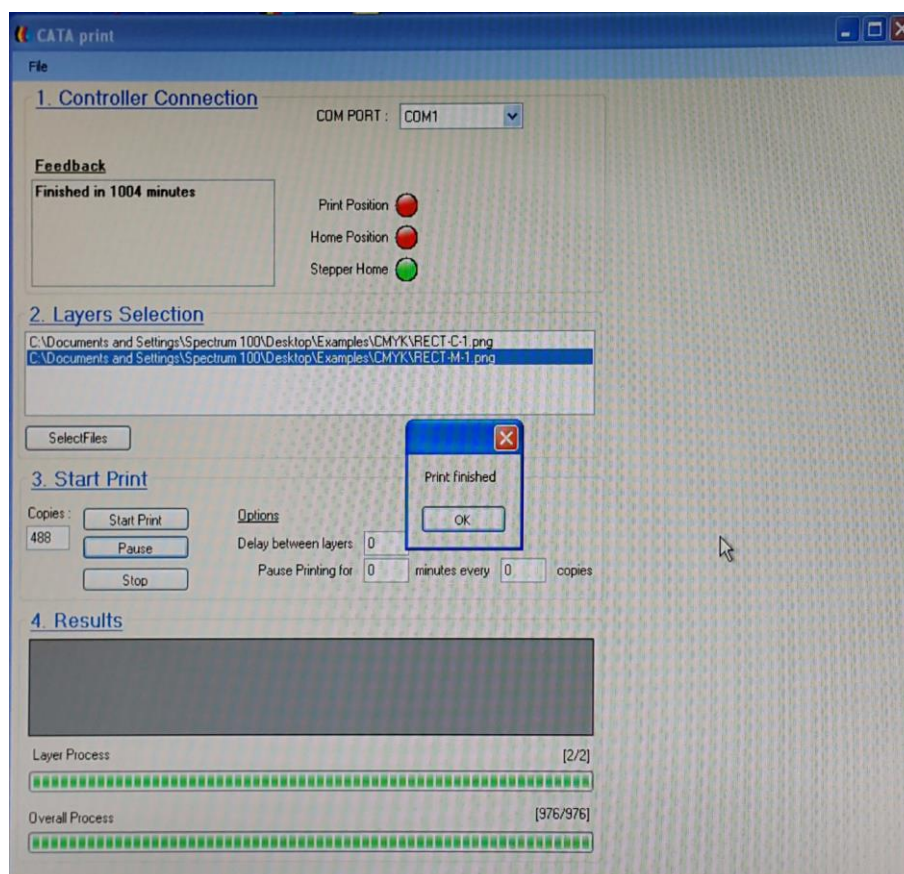 CATA print
File
1. Controller Connection
COM PORT : COM1
Feedback
Finished in 1004 minutes
Print Position
Home Position
Stepper Home
2. Layers Selection
C:\Documents and Settings\Spectrum 100\Desktop\Examples\CMYK\RECT-C-1.png
C:\Documents and Settings\Spectrum 100\Desktop\Examples\CMYK\RECT-M-1.png
SelectFiles
Print finished
OK
3. Start Print
Copies :
488
Start Print
Pause
Stop
Options
Delay between layers 0
Pause Printing for 0 minutes every 0 copies
4. Results
Layer Process [2/2]
Overall Process [976/976]